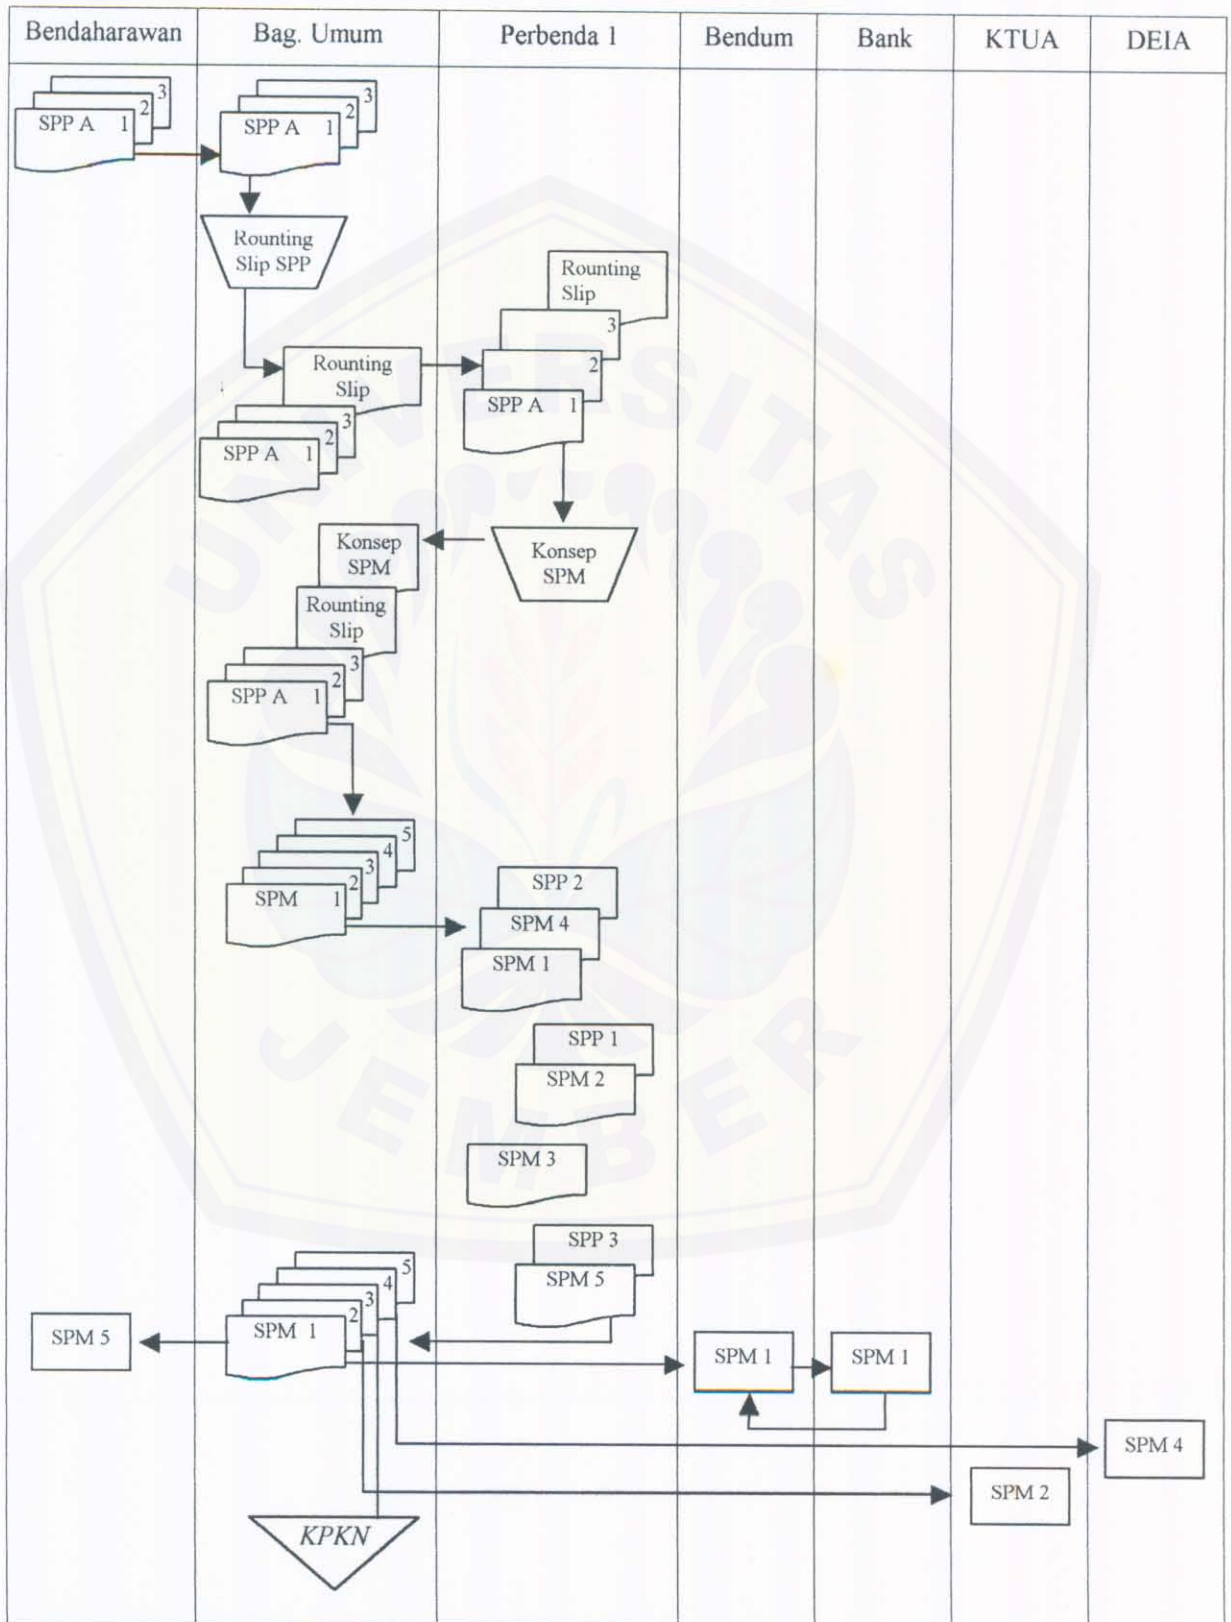 Bendaharawan Bag. Umum Perbenda 1 Bendum Bank KTUA DEIA
3
2
SPP A 1
3
2
SPP A 1
Rounting
Slip SPP
Rounting
Slip
3
2
SPP A 1
Rounting
Slip
3
2
SPP A 1
Konsep
SPM
Konsep
SPM
Rounting
Slip
3
2
SPP A 1
5
4
3
2
SPM 1
SPP 2
SPM 4
SPM 1
SPP 1
SPM 2
SPM 3
SPP 3
SPM 5
5
4
3
2
SPM 1
SPM 5
SPM 1
SPM 1
SPM 4
SPM 2
KPKN
UNIVERSITAS
JEMBER